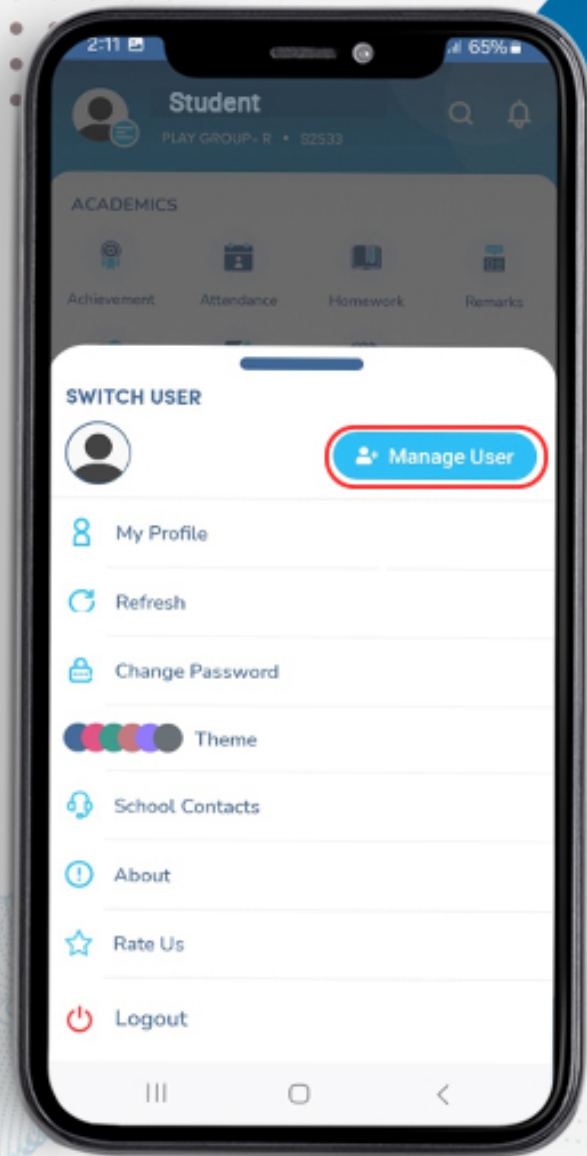 2:11 65%
Student
PLAY GROUP- R • S2533
ACADEMICS
Achievement Attendance Homework Remarks
SWITCH USER
Manage User
My Profile
Refresh
Change Password
Theme
School Contacts
About
Rate Us
Logout